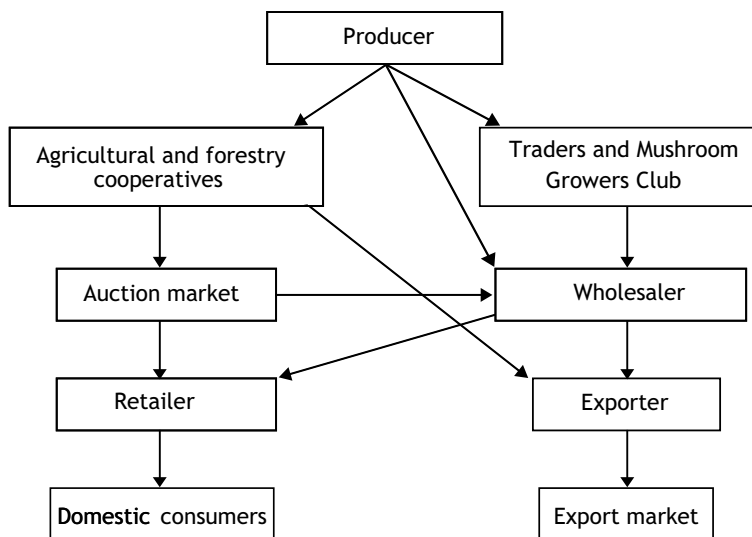 Producer
Agricultural and forestry
cooperatives
Traders and Mushroom
Growers Club
Auction market
Wholesaler
Retailer
Exporter
Domestic consumers
Export market